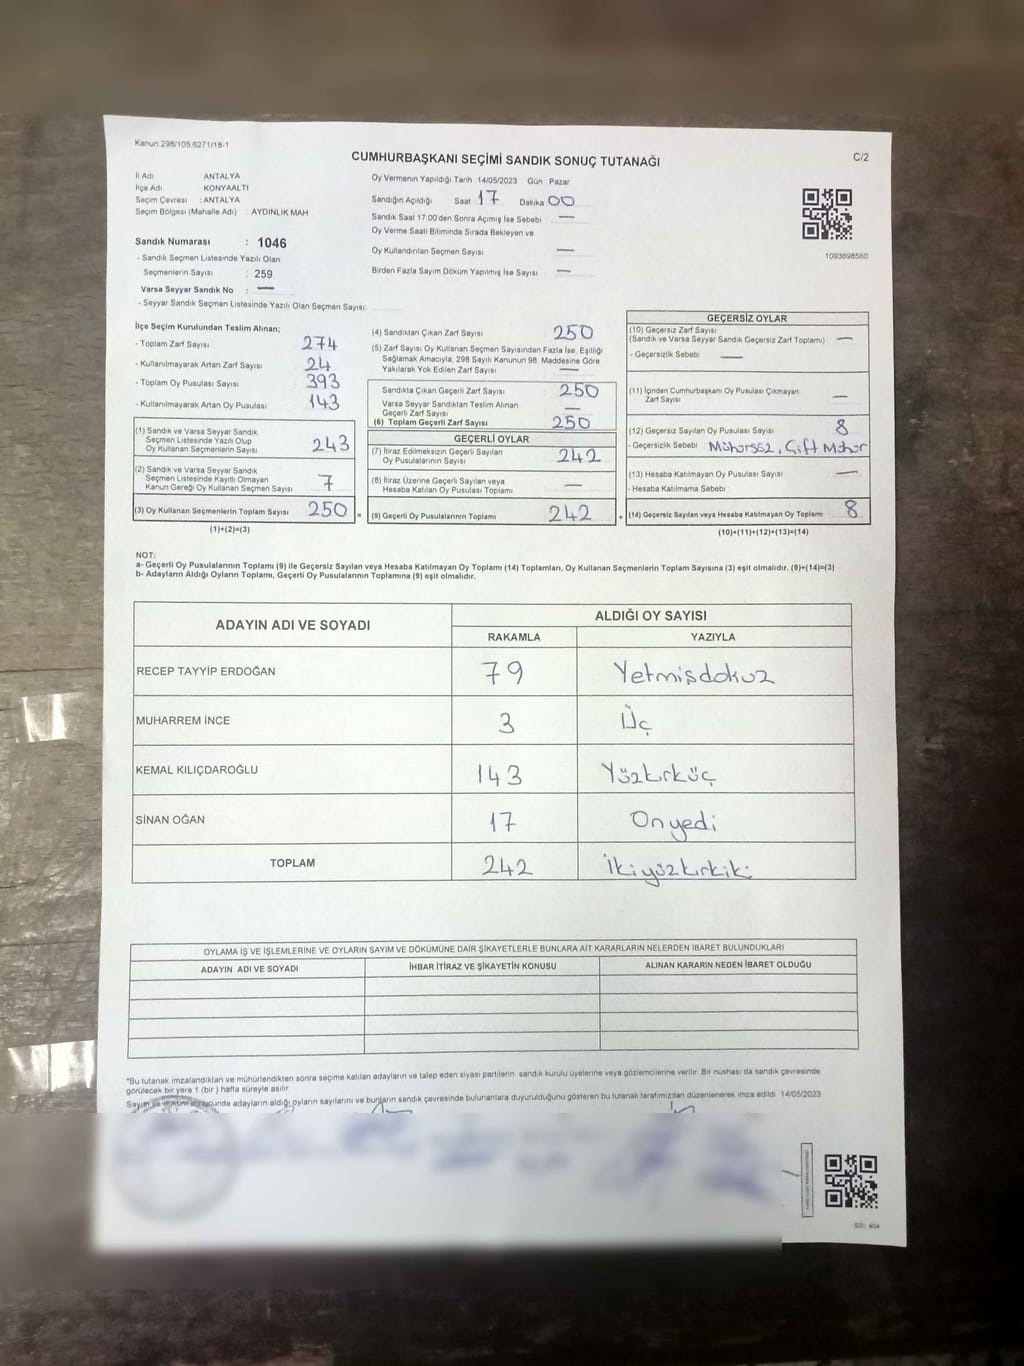 Kanun:298/105;6271/18-1
CUMHURBAŞKANI SEÇİMİ SANDIK SONUÇ TUTANAĞI
C/2
İl Adı ANTALYA
İlçe Adı KONYAALTI
Seçim Çevresi : ANTALYA
Seçim Bölgesi (Mahalle Adı) : AYDINLIK MAH
Oy Vermenin Yapıldığı Tarih :14/05/2023 Gün : Pazar
Sandığın Açıldığı Saat 17 Dakika 00
Sandık Saat 17:00'den Sonra Açılmış İse Sebebi : —
Oy Verme Saati Bitiminde Sırada Bekleyen ve
Oy Kullandırılan Seçmen Sayısı —
Birden Fazla Sayım Döküm Yapılmış İse Sayısı : —
1093698560
Sandık Numarası : 1046
- Sandık Seçmen Listesinde Yazılı Olan
Seçmenlerin Sayısı : 259
Varsa Seyyar Sandık No : —
- Seyyar Sandık Seçmen Listesinde Yazılı Olan Seçmen Sayısı:
İlçe Seçim Kurulundan Teslim Alınan;
- Toplam Zarf Sayısı 274
- Kullanılmayarak Artan Zarf Sayısı 24
- Toplam Oy Pusulası Sayısı 393
- Kullanılmayarak Artan Oy Pusulası 143
(1) Sandık ve Varsa Seyyar Sandık
Seçmen Listesinde Yazılı Olup
Oy Kullanan Seçmenlerin Sayısı 243
(2) Sandık ve Varsa Seyyar Sandık
Seçmen Listesinde Kayıtlı Olmayan
Kanun Gereği Oy Kullanan Seçmen Sayısı 7
(3) Oy Kullanan Seçmenlerin Toplam Sayısı 250
(1)+(2)=(3)
(4) Sandıktan Çıkan Zarf Sayısı 250
(5) Zarf Sayısı Oy Kullanan Seçmen Sayısından Fazla İse, Eşitliği
Sağlamak Amacıyla, 298 Sayılı Kanunun 98. Maddesine Göre
Yakılarak Yok Edilen Zarf Sayısı —
Sandıkta Çıkan Geçerli Zarf Sayısı 250
Varsa Seyyar Sandıktan Teslim Alınan
Geçerli Zarf Sayısı —
(6) Toplam Geçerli Zarf Sayısı 250
GEÇERLİ OYLAR
(7) İtiraz Edilmeksizin Geçerli Sayılan
Oy Pusulalarının Sayısı 242
(8) İtiraz Üzerine Geçerli Sayılan veya
Hesaba Katılan Oy Pusulası Toplamı —
= (9) Geçerli Oy Pusulalarının Toplamı 242
GEÇERSİZ OYLAR
(10) Geçersiz Zarf Sayısı
(Sandık ve Varsa Seyyar Sandık Geçersiz Zarf Toplamı) —
- Geçersizlik Sebebi —
(11) İçinden Cumhurbaşkanı Oy Pusulası Çıkmayan
Zarf Sayısı —
(12) Geçersiz Sayılan Oy Pusulası Sayısı 8
- Geçersizlik Sebebi Mühürsüz, Çift Mühür
(13) Hesaba Katılmayan Oy Pusulası Sayısı —
- Hesaba Katılmama Sebebi
+ (14) Geçersiz Sayılan veya Hesaba Katılmayan Oy Toplamı 8
(10)+(11)+(12)+(13)=(14)
NOT:
a- Geçerli Oy Pusulalarının Toplamı (9) ile Geçersiz Sayılan veya Hesaba Katılmayan Oy Toplamı (14) Toplamları, Oy Kullanan Seçmenlerin Toplam Sayısına (3) eşit olmalıdır. (9)+(14)=(3)
b- Adayların Aldığı Oyların Toplamı, Geçerli Oy Pusulalarının Toplamına (9) eşit olmalıdır.
ADAYIN ADI VE SOYADI
ALDIĞI OY SAYISI
RAKAMLA YAZIYLA
RECEP TAYYİP ERDOĞAN 79 Yetmişdokuz
MUHARREM İNCE 3 Üç
KEMAL KILIÇDAROĞLU 143 Yüzkırküç
SİNAN OĞAN 17 Onyedi
TOPLAM 242 İkiyüzkırkiki
OYLAMA İŞ VE İŞLEMLERİNE VE OYLARIN SAYIM VE DÖKÜMÜNE DAİR ŞİKAYETLERLE BUNLARA AİT KARARLARIN NELERDEN İBARET BULUNDUKLARI
ADAYIN ADI VE SOYADI İHBAR İTİRAZ VE ŞİKAYETİN KONUSU ALINAN KARARIN NEDEN İBARET OLDUĞU
*Bu tutanak imzalandıktan ve mühürlendikten sonra seçime katılan adayların ve talep eden siyasi partilerin sandık kurulu üyelerine veya gözlemcilerine verilir. Bir nüshası da sandık çevresinde
görülecek bir yere 1 (bir) hafta süreyle asılır.
Sayım ve döküm sonucunda adayların aldığı oyların sayılarını ve bunların sandık çevresinde bulunanlara duyurulduğunu gösteren bu tutanak tarafımızdan düzenlenerek imza edildi. 14/05/2023